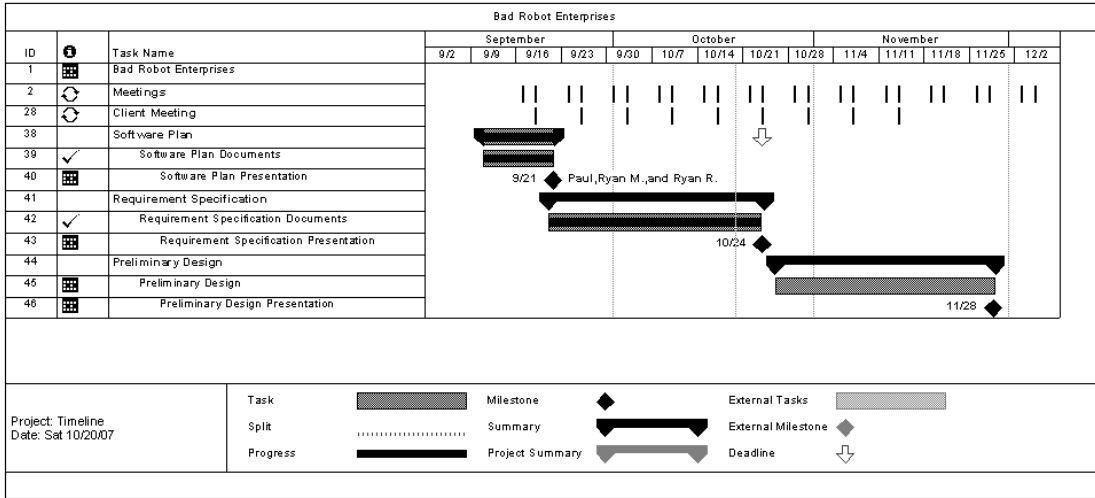 Bad Robot Enterprises
September October November
ID Task Name 9/2 9/9 9/16 9/23 9/30 10/7 10/14 10/21 10/28 11/4 11/11 11/18 11/25 12/2
1 Bad Robot Enterprises
2 Meetings
28 Client Meeting
38 Software Plan
39 Software Plan Documents
40 Software Plan Presentation 9/21 Paul,Ryan M.,and Ryan R.
41 Requirement Specification
42 Requirement Specification Documents
43 Requirement Specification Presentation 10/24
44 Preliminary Design
45 Preliminary Design
46 Preliminary Design Presentation 11/28
Project: Timeline
Date: Sat 10/20/07
Task Milestone External Tasks
Split Summary External Milestone
Progress Project Summary Deadline